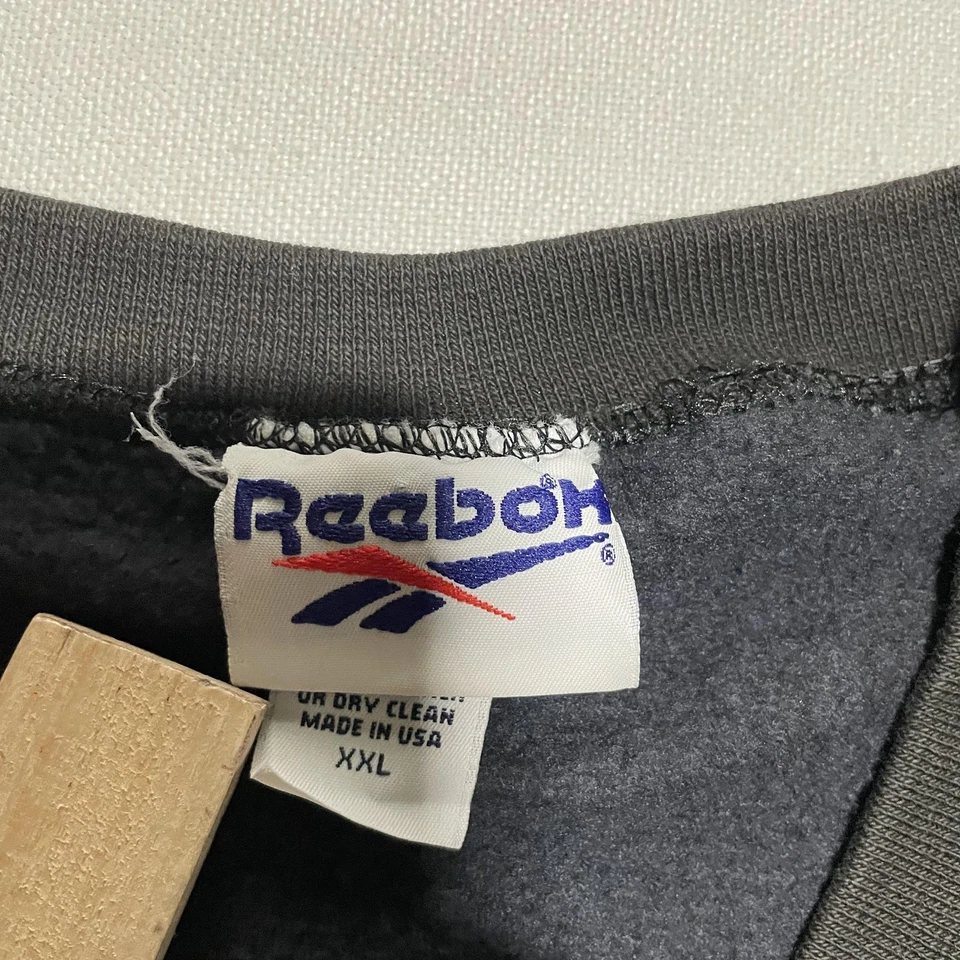 Reebok®
®
OR DRY CLEAN
MADE IN USA
XXL